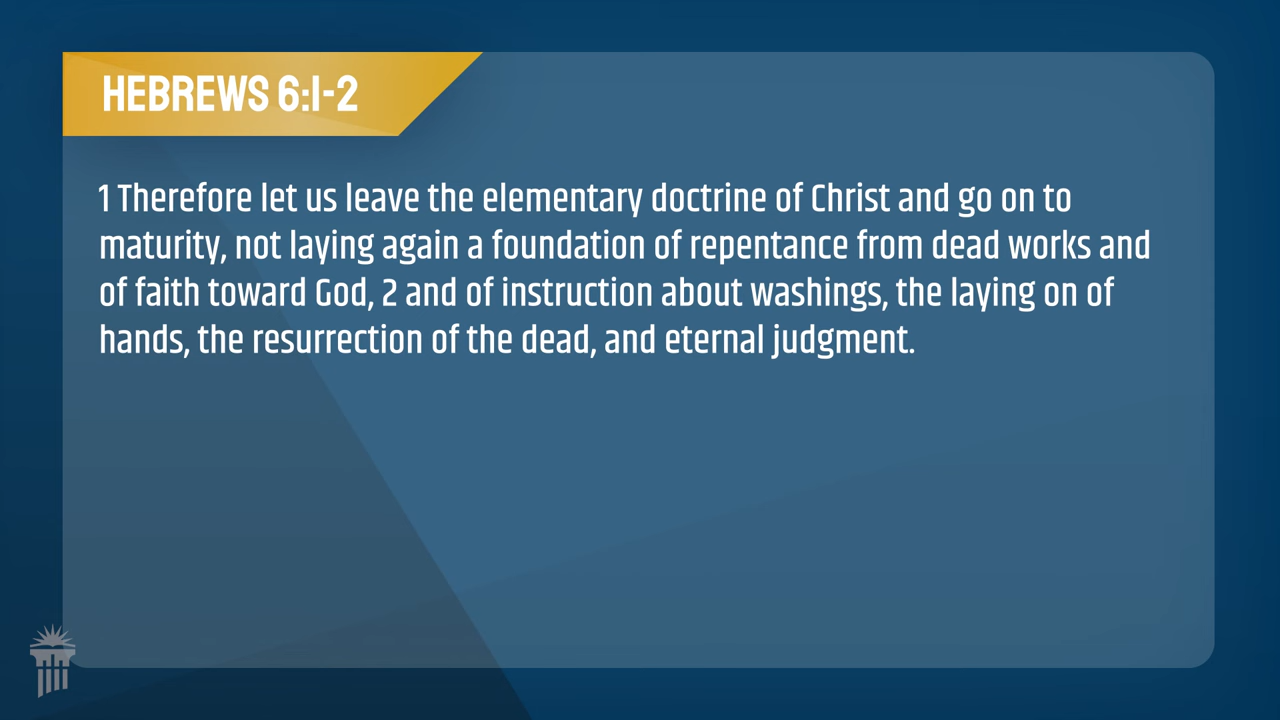 HEBREWS 6:1-2
1 Therefore let us leave the elementary doctrine of Christ and go on to
maturity, not laying again a foundation of repentance from dead works and
of faith toward God, 2 and of instruction about washings, the laying on of
hands, the resurrection of the dead, and eternal judgment.